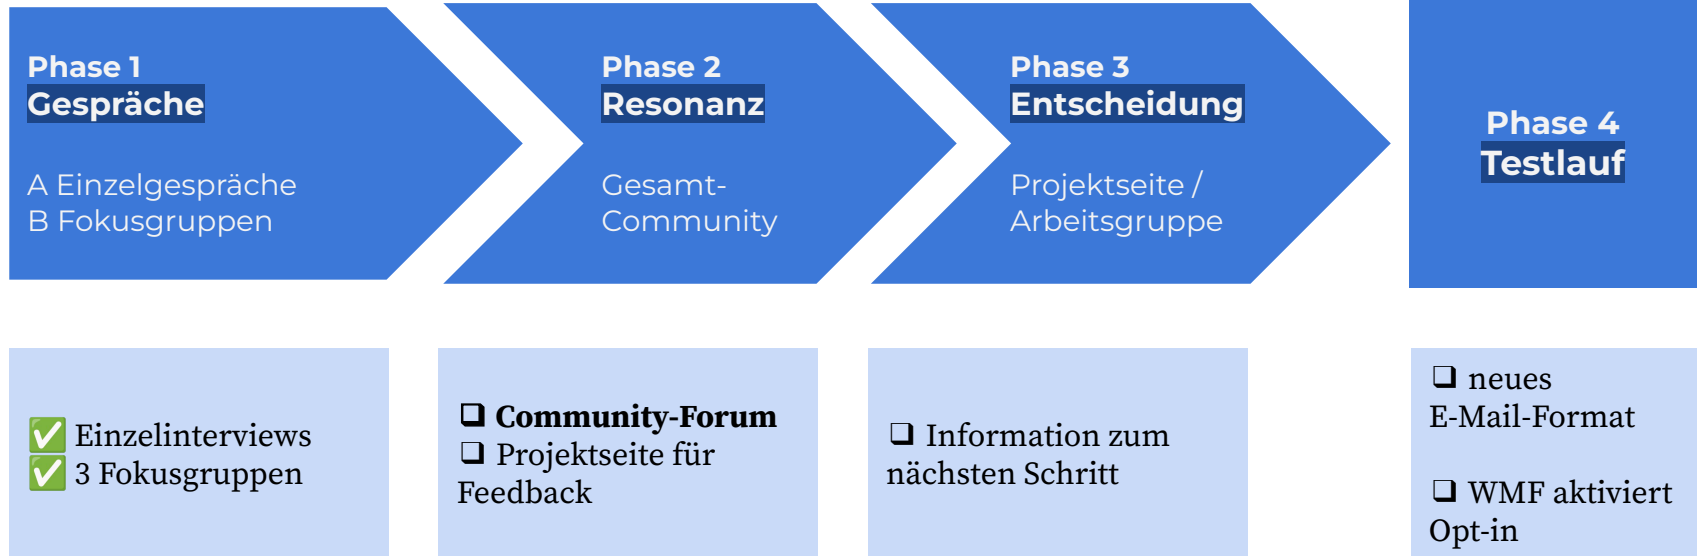 Phase 1
Gespräche
A Einzelgespräche
B Fokusgruppen
Phase 2
Resonanz
Gesamt-
Community
Phase 3
Entscheidung
Projektseite /
Arbeitsgruppe
Phase 4
Testlauf
✅ Einzelinterviews
✅ 3 Fokusgruppen
❏ Community-Forum
❏ Projektseite für
Feedback
❏ Information zum
nächsten Schritt
❏ neues
E-Mail-Format
❏ WMF aktiviert
Opt-in